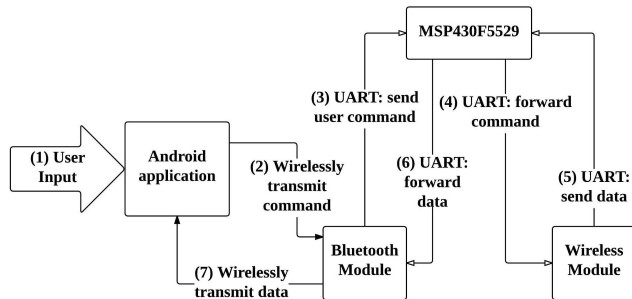 MSP430F5529
(3) UART: send
user command
(4) UART: forward
command
(1) User
Input
Android
application
(2) Wirelessly
transmit
command
(6) UART:
forward
data
(5) UART:
send data
Bluetooth
Module
Wireless
Module
(7) Wirelessly
transmit data